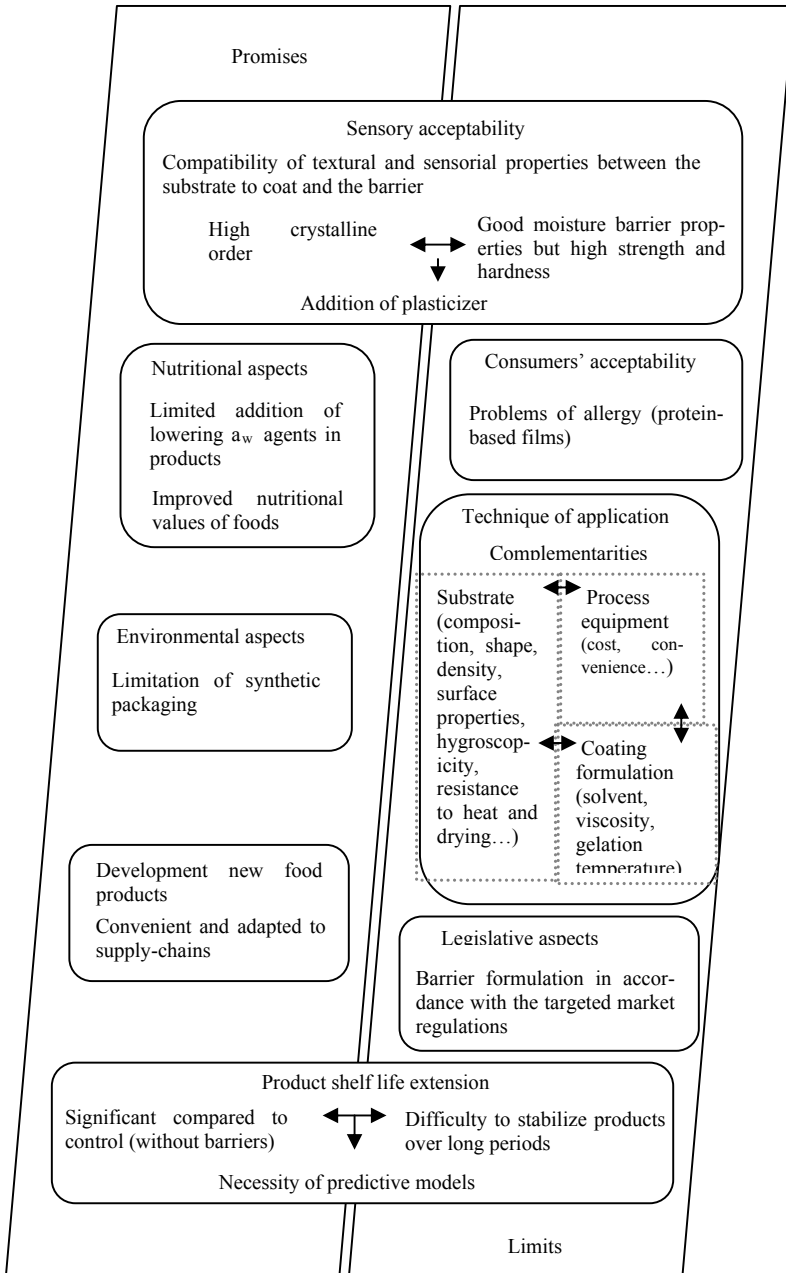 Promises
Sensory acceptability
Compatibility of textural and sensorial properties between the
substrate to coat and the barrier
High crystalline
order
Good moisture barrier prop-
erties but high strength and
hardness
Addition of plasticizer
Nutritional aspects
Limited addition of
lowering aw agents in
products
Improved nutritional
values of foods
Consumers’ acceptability
Problems of allergy (protein-
based films)
Technique of application
Complementarities
Substrate
(composi-
tion, shape,
density,
surface
properties,
hygroscop-
icity,
resistance
to heat and
drying…)
Process
equipment
(cost, con-
venience…)
Coating
formulation
(solvent,
viscosity,
gelation
temperature)
Environmental aspects
Limitation of synthetic
packaging
Development new food
products
Convenient and adapted to
supply-chains
Legislative aspects
Barrier formulation in accor-
dance with the targeted market
regulations
Product shelf life extension
Significant compared to
control (without barriers)
Difficulty to stabilize products
over long periods
Necessity of predictive models
Limits